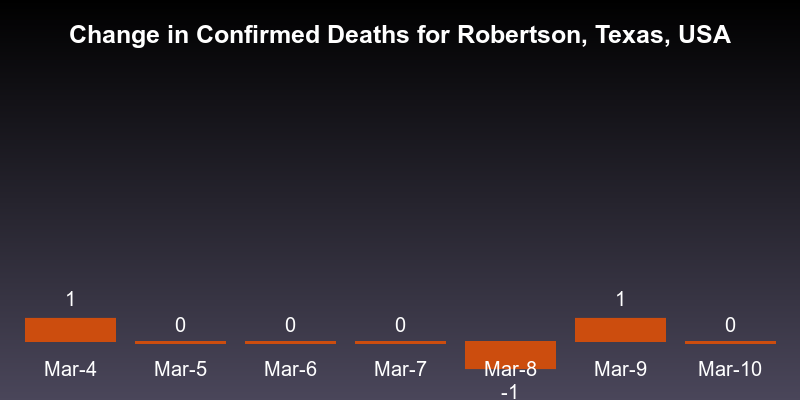 Change in Confirmed Deaths for Robertson, Texas, USA
1 0 0 0 1 0
Mar-4 Mar-5 Mar-6 Mar-7 Mar-8 Mar-9 Mar-10
-1